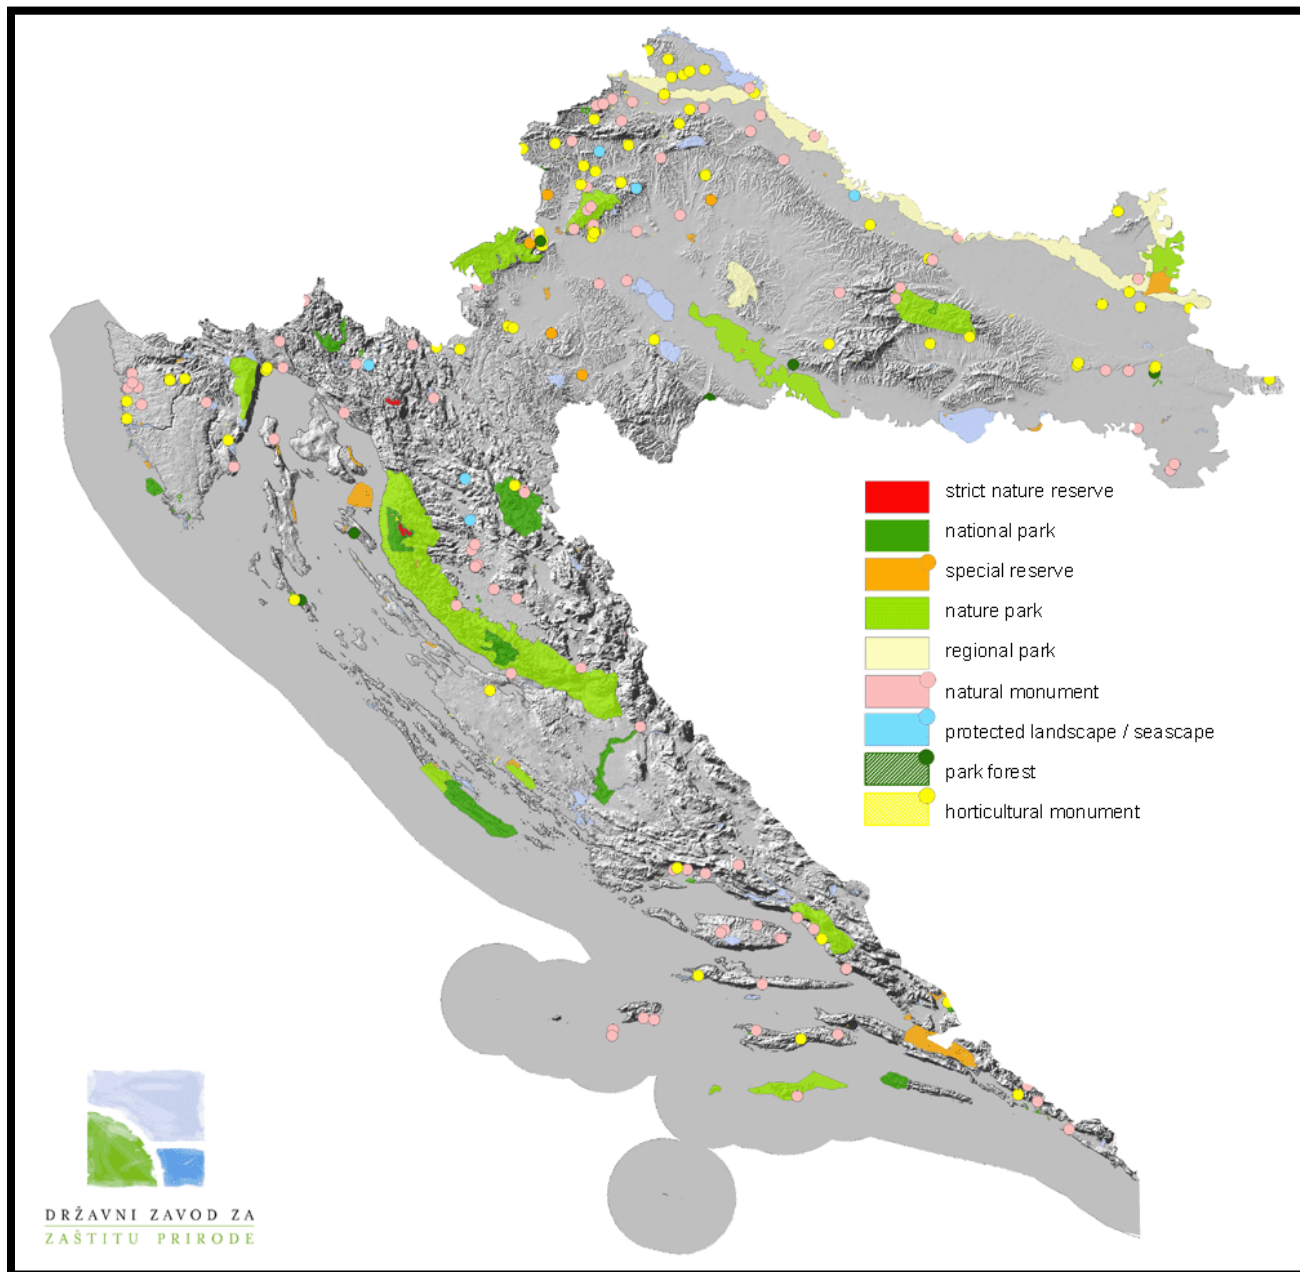 strict nature reserve
national park
special reserve
nature park
regional park
natural monument
protected landscape / seascape
park forest
horticultural monument
DRŽAVNI ZAVOD ZA
ZAŠTITU PRIRODE